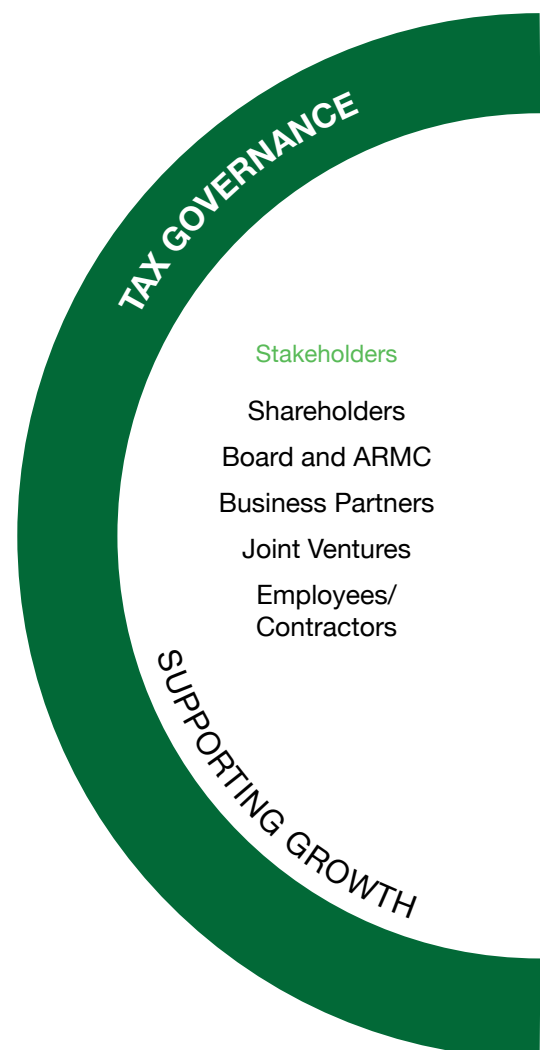 TAX GOVERNANCE
Stakeholders
Shareholders
Board and ARMC
Business Partners
Joint Ventures
Employees/
Contractors
SUPPORTING GROWTH